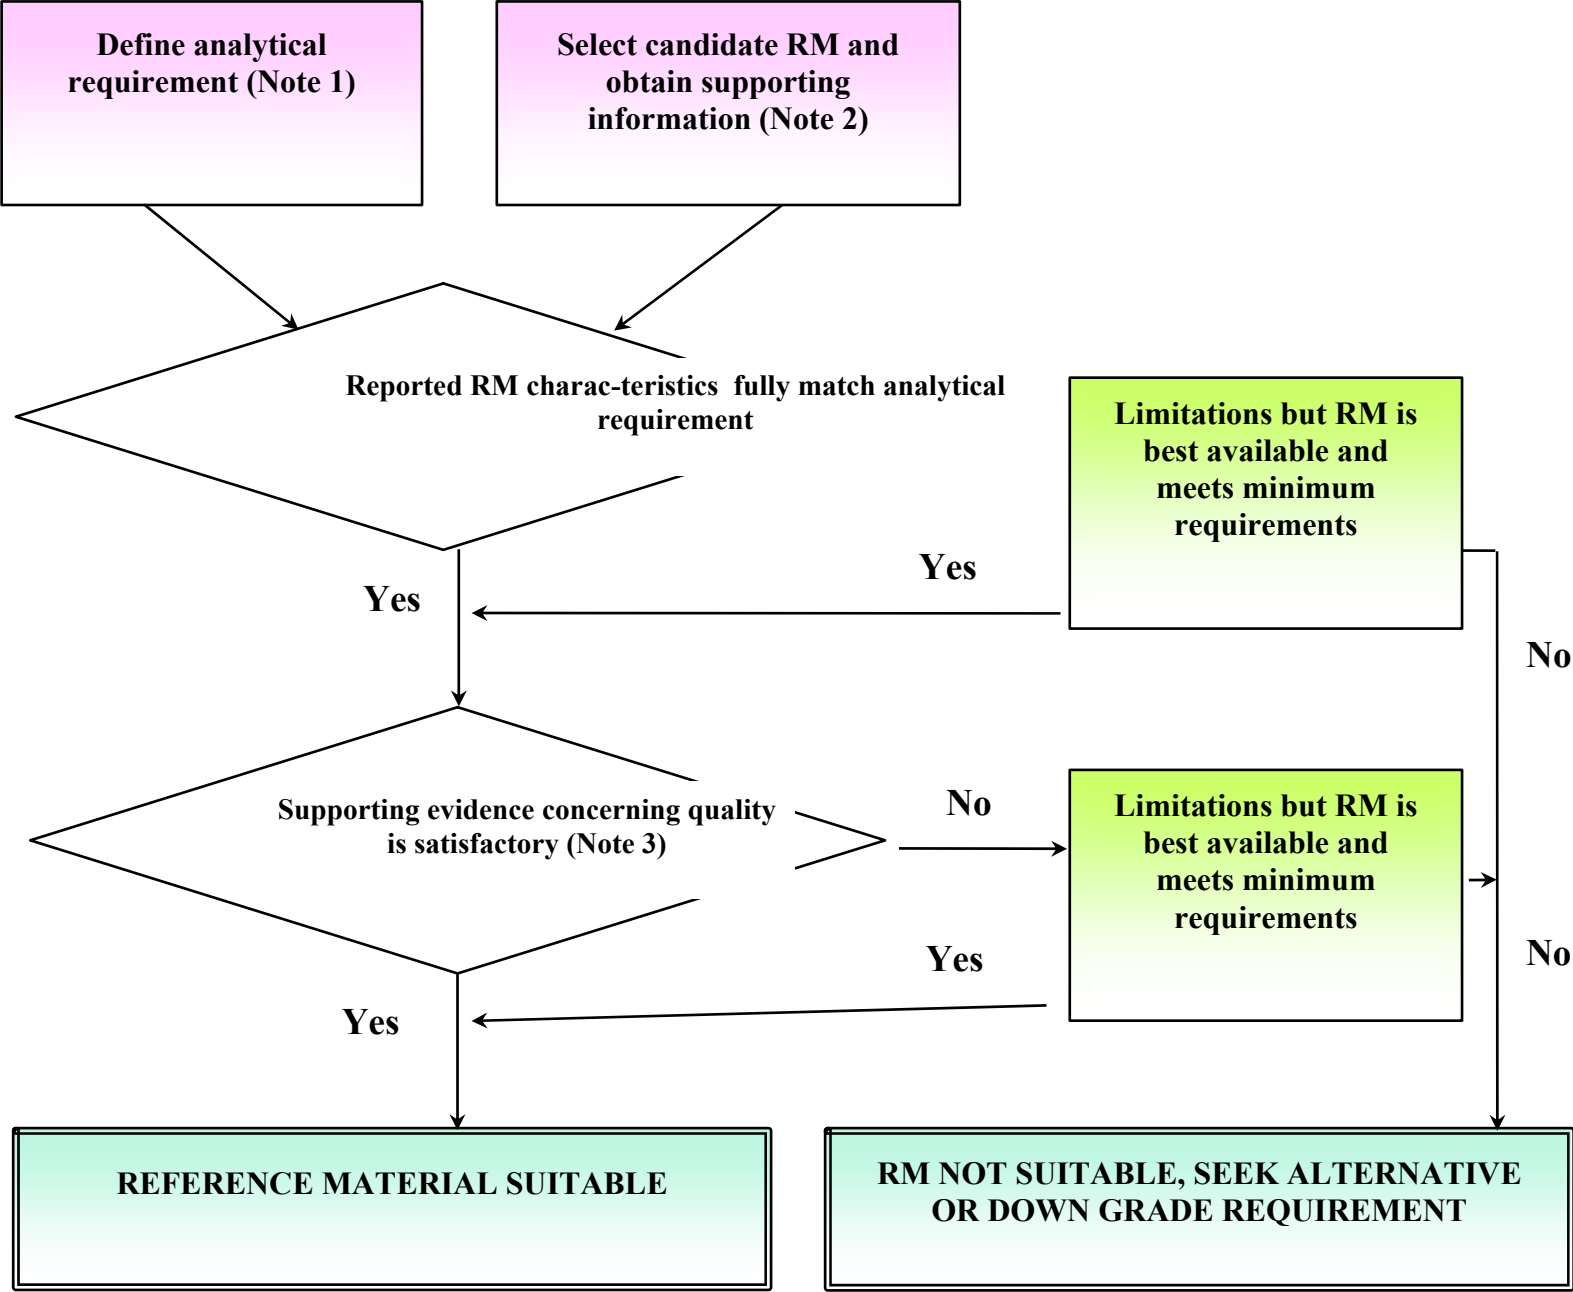 Define analytical
requirement (Note 1)
Select candidate RM and
obtain supporting
information (Note 2)
Reported RM charac-teristics  fully match analytical
requirement
Limitations but RM is
best available and
meets minimum
requirements
Yes
Yes
No
Supporting evidence concerning quality
is satisfactory (Note 3)
No
Limitations but RM is
best available and
meets minimum
requirements
Yes
No
Yes
REFERENCE MATERIAL SUITABLE
RM NOT SUITABLE, SEEK ALTERNATIVE
OR DOWN GRADE REQUIREMENT